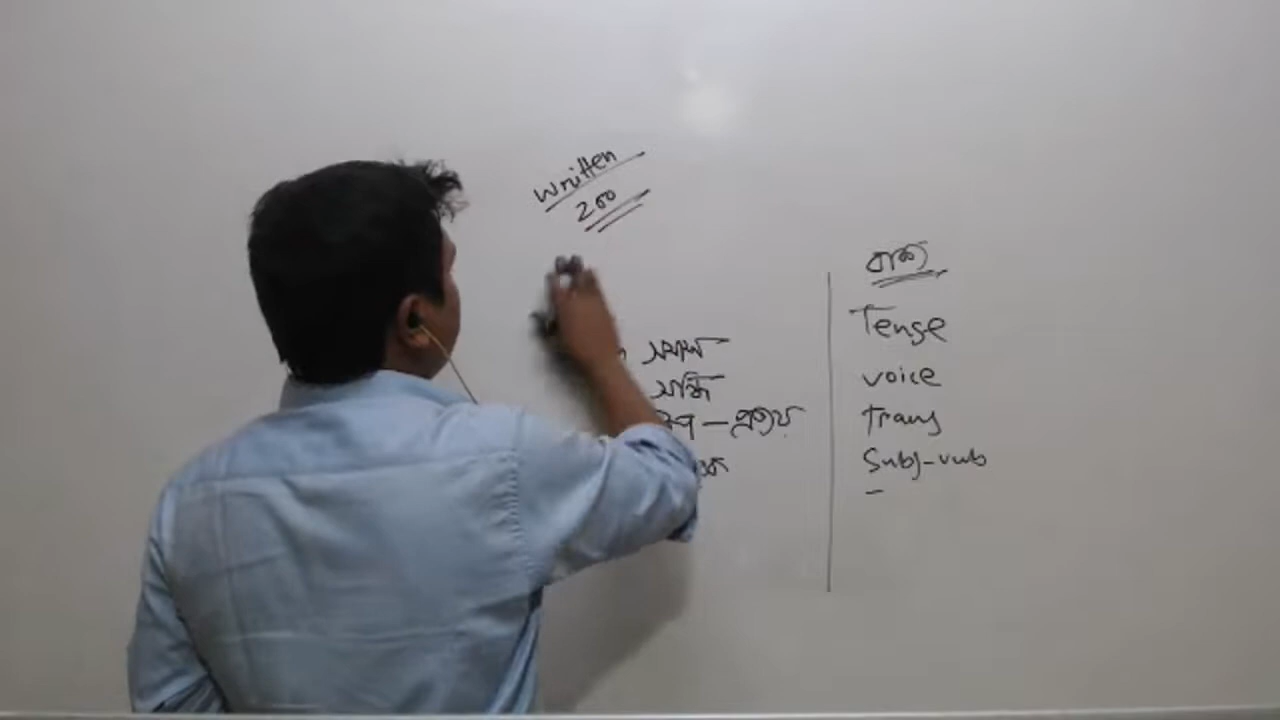 Written
200
সমাস
সন্ধি
প্রত্যয়
বাক্য
Tense
voice
trans
Subj-verb